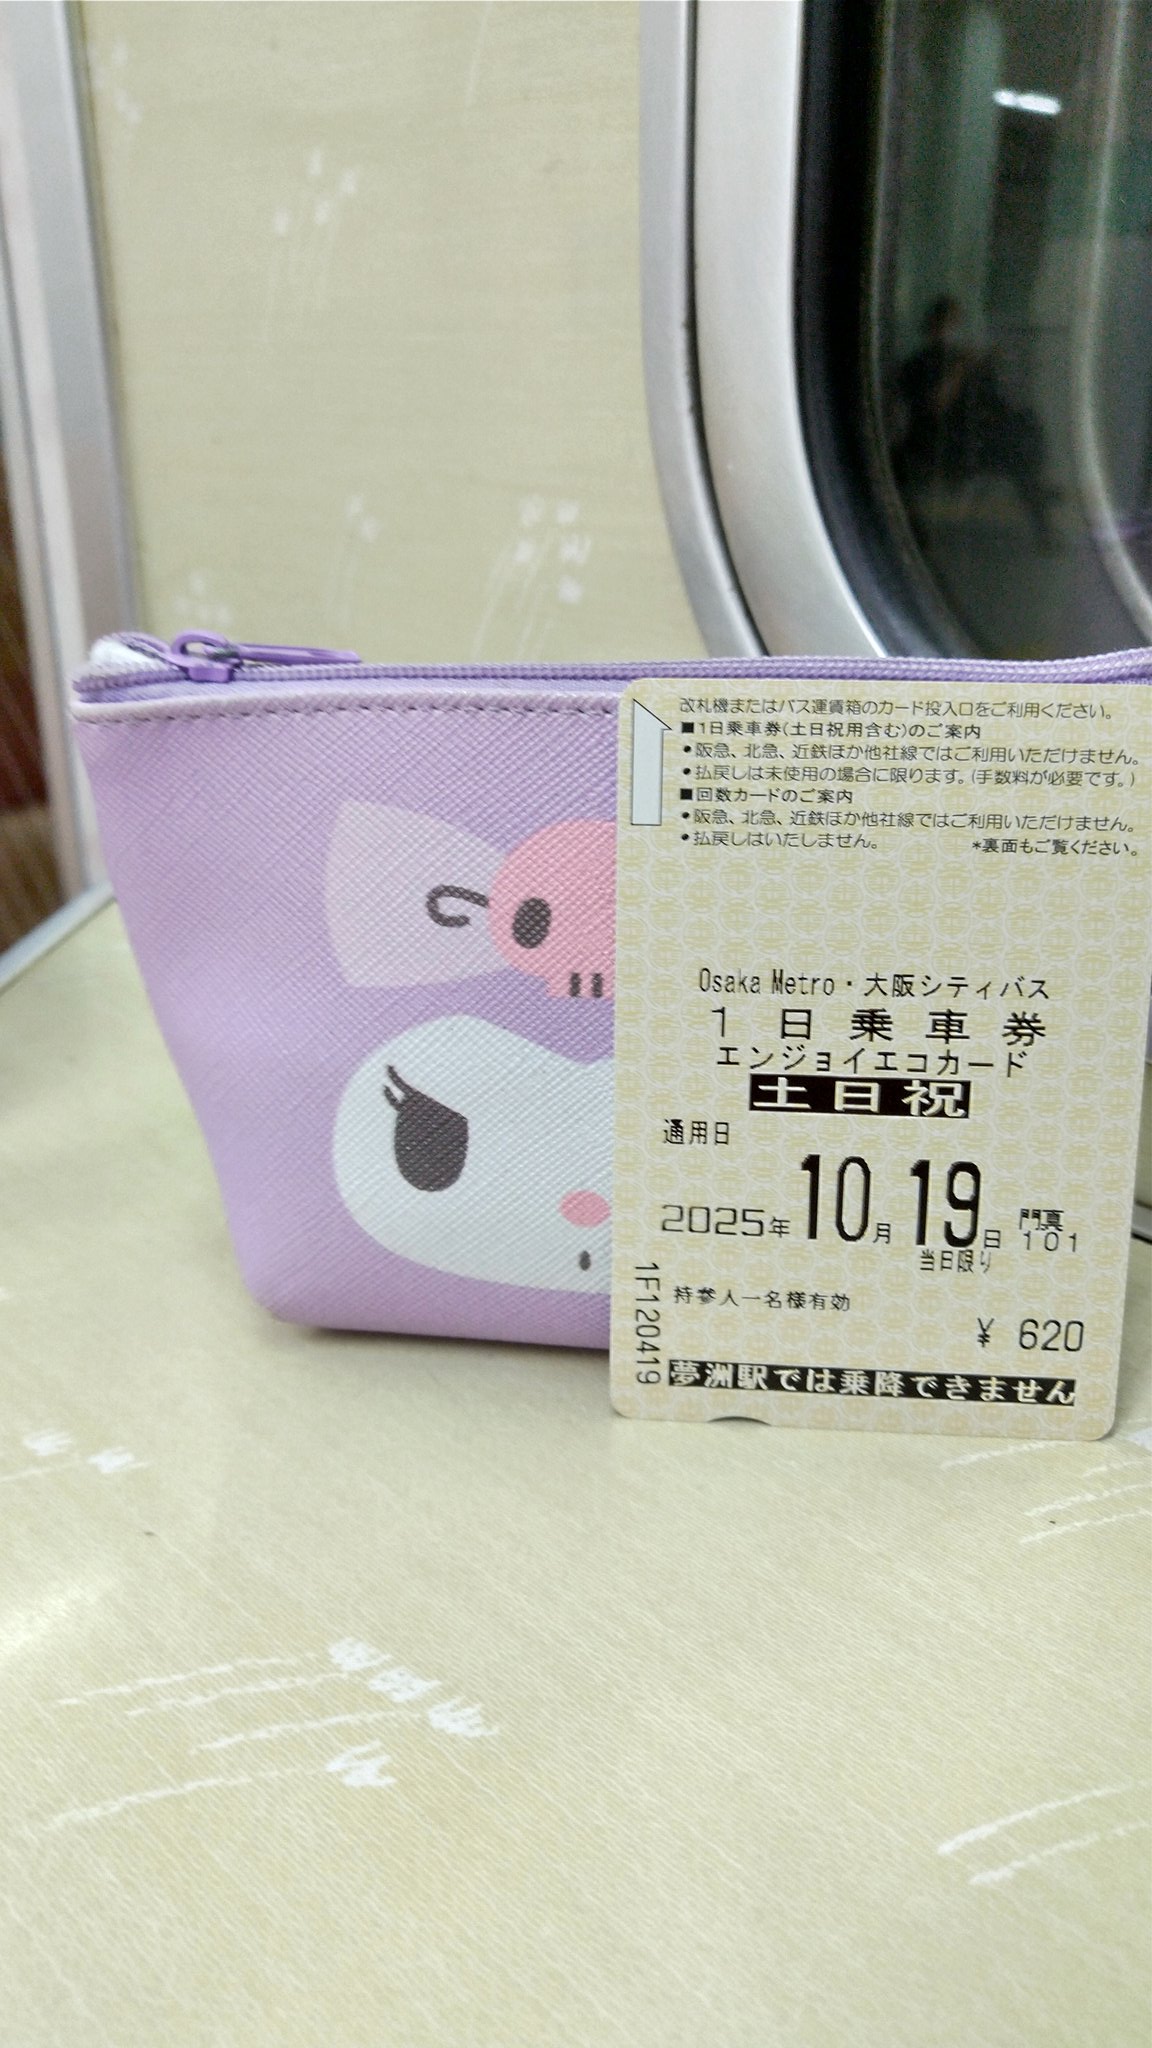 改札機またはバス運賃箱のカード投入口をご利用ください。
■1日乗車券(土日祝用含む)のご案内
•阪急、北急、近鉄ほか他社線ではご利用いただけません。
•払戻しは未使用の場合に限ります。(手数料が必要です。)
■回数カードのご案内
•阪急、北急、近鉄ほか他社線ではご利用いただけません。
•払戻しはいたしません。 *裏面もご覧ください。
Osaka Metro・大阪シティバス
1日乗車券
エンジョイエコカード
土日祝
通用日
2025年10月19日 門真
101
当日限り
持参人一名様有効
¥ 620
夢洲駅では乗降できません
1F120419